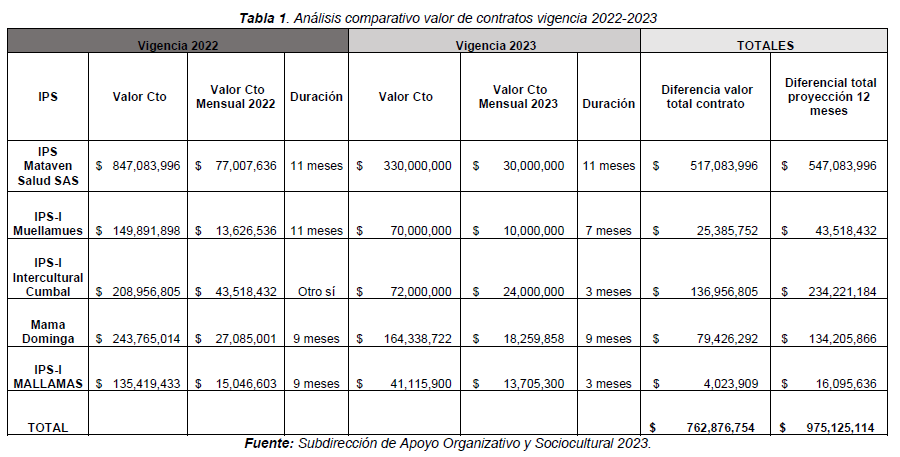 Tabla 1. Análisis comparativo valor de contratos vigencia 2022-2023
Vigencia 2022 Vigencia 2023 TOTALES
IPS Valor Cto Valor Cto Mensual 2022 Duración Valor Cto Valor Cto Mensual 2023 Duración Diferencia valor total contrato Diferencial total proyección 12 meses
IPS Mataven Salud SAS $ 847,083,996 $ 77,007,636 11 meses $ 330,000,000 $ 30,000,000 11 meses $ 517,083,996 $ 547,083,996
IPS-I Muellamues $ 149,891,898 $ 13,626,536 11 meses $ 70,000,000 $ 10,000,000 7 meses $ 25,385,752 $ 43,518,432
IPS-I Intercultural Cumbal $ 208,956,805 $ 43,518,432 Otro sí $ 72,000,000 $ 24,000,000 3 meses $ 136,956,805 $ 234,221,184
Mama Dominga $ 243,765,014 $ 27,085,001 9 meses $ 164,338,722 $ 18,259,858 9 meses $ 79,426,292 $ 134,205,866
IPS-I MALLAMAS $ 135,419,433 $ 15,046,603 9 meses $ 41,115,900 $ 13,705,300 3 meses $ 4,023,909 $ 16,095,636
TOTAL $ 762,876,754 $ 975,125,114
Fuente: Subdirección de Apoyo Organizativo y Sociocultural 2023.